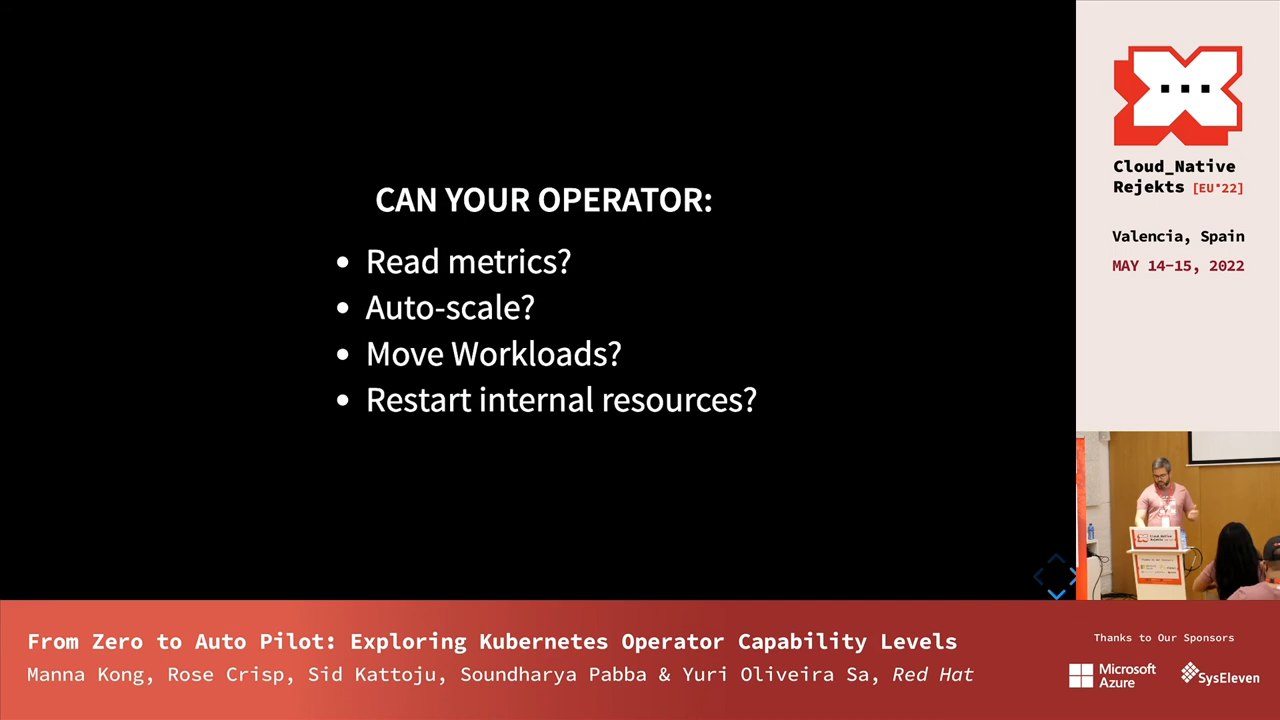 CAN YOUR OPERATOR:
Read metrics?
Auto-scale?
Move Workloads?
Restart internal resources?
Cloud_Native
Rejekts [EU*22]
Valencia, Spain
MAY 14-15, 2022
From Zero to Auto Pilot: Exploring Kubernetes Operator Capability Levels
Manna Kong, Rose Crisp, Sid Kattoju, Soundharya Pabba & Yuri Oliveira Sa, Red Hat
Thanks to Our Sponsors
Microsoft
Azure
SysEleven